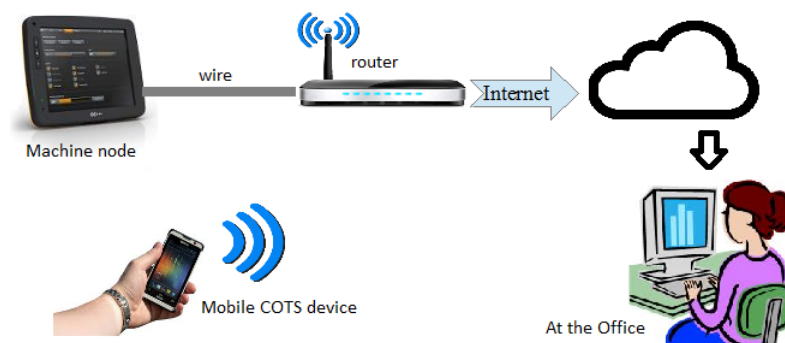 wire
router
Internet
Machine node
Mobile COTS device
At the Office